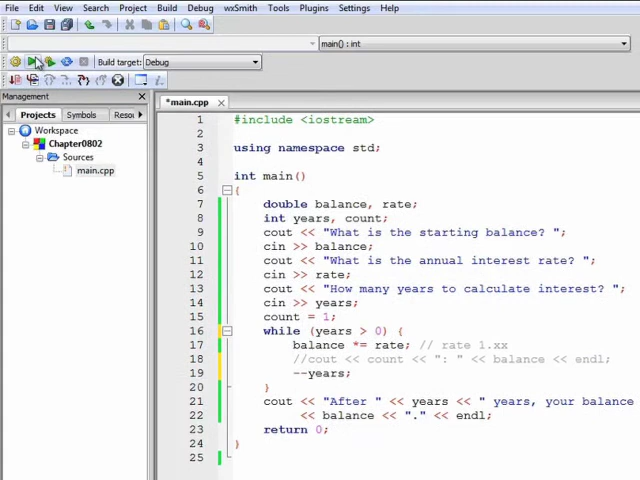 File Edit View Search Project Build Debug wxSmith Tools Plugins Settings Help
main() : int
Build target: Debug
Management
*main.cpp
Projects Symbols Resou
Workspace
Chapter0802
Sources
main.cpp
1 #include <iostream>
2
3 using namespace std;
4
5 int main()
6 {
7 double balance, rate;
8 int years, count;
9 cout << "What is the starting balance? ";
10 cin >> balance;
11 cout << "What is the annual interest rate? ";
12 cin >> rate;
13 cout << "How many years to calculate interest? ";
14 cin >> years;
15 count = 1;
16 while (years > 0) {
17 balance *= rate; // rate 1.xx
18 //cout << count << ": " << balance << endl;
19 --years;
20 }
21 cout << "After " << years << " years, your balance
22 << balance << "." << endl;
23 return 0;
24 }
25